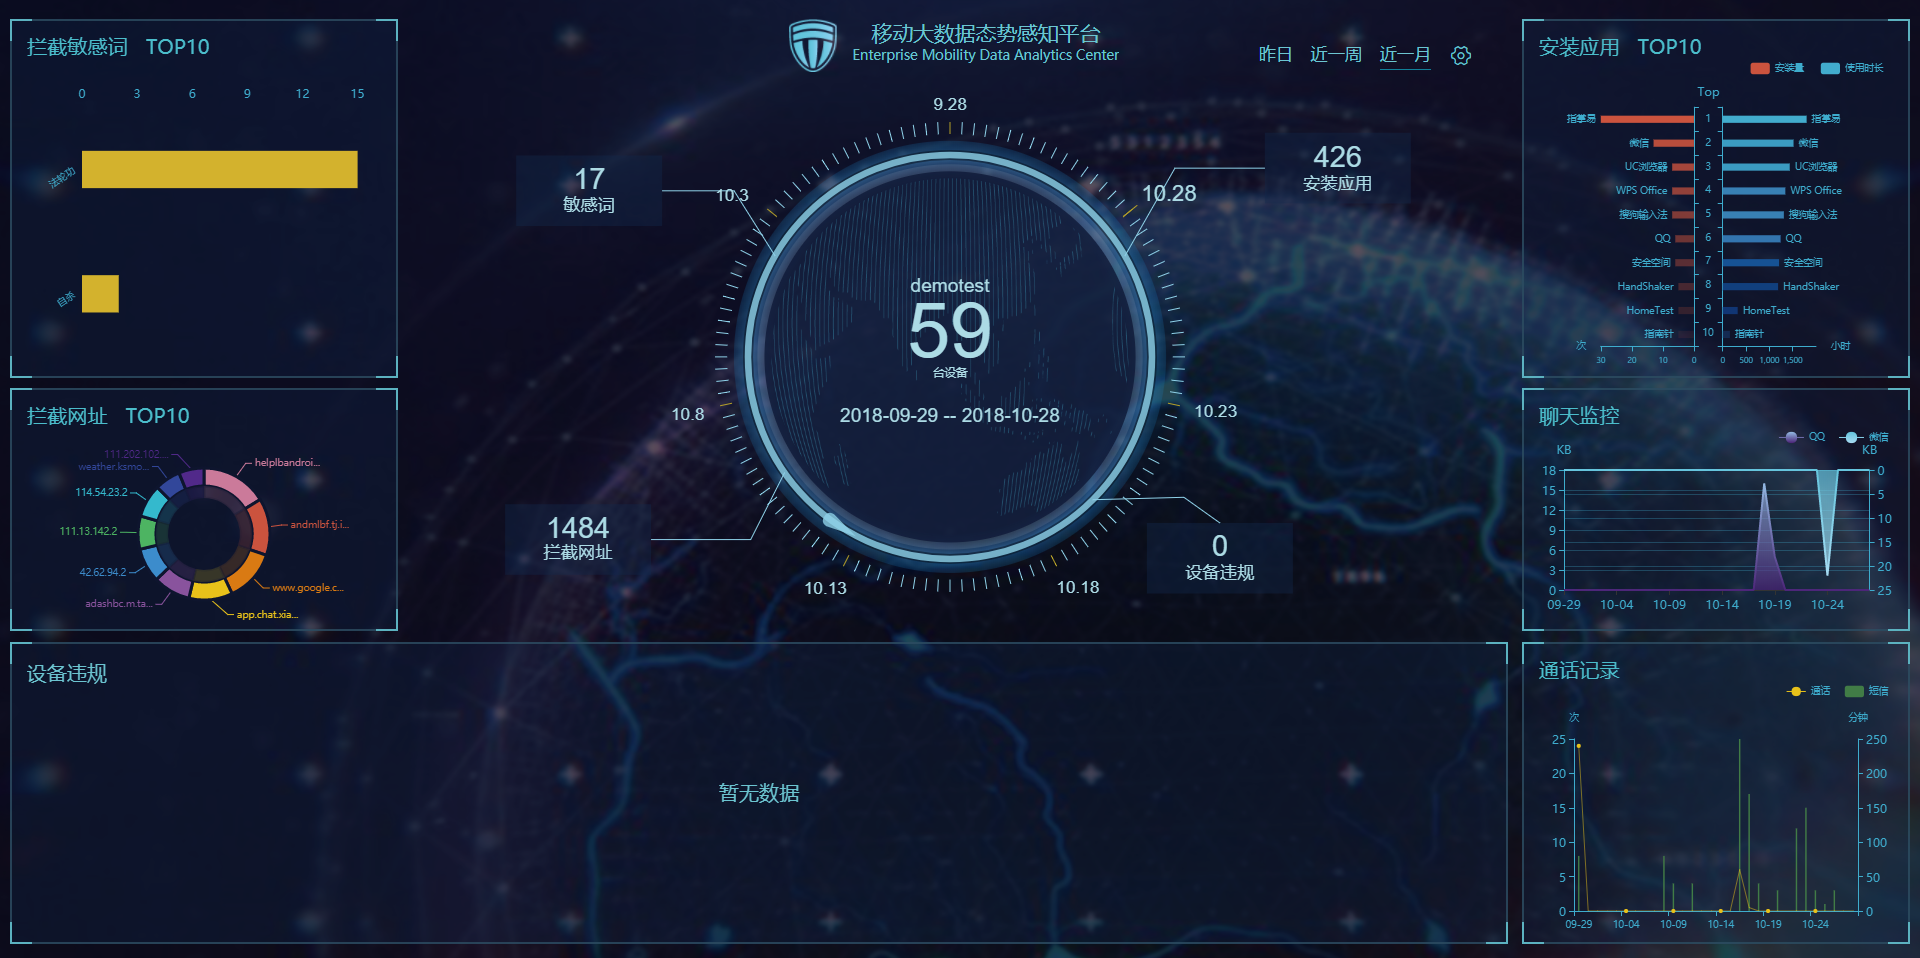 移动大数据态势感知平台
Enterprise Mobility Data Analytics Center
昨日 近一周 近一月
拦截敏感词 TOP10
0 3 6 9 12 15
法轮功
自杀
拦截网址 TOP10
111.202.102...
weather.ksmo...
helplbandroi...
114.54.23.2
andmlbf.tj.i...
111.13.142.2
42.62.94.2
www.google.c...
adashbc.m.ta...
app.chat.xia...
9.28
10.3
10.28
10.8
10.23
10.13
10.18
17
敏感词
426
安装应用
1484
拦截网址
0
设备违规
demotest
59
台设备
2018-09-29 -- 2018-10-28
设备违规
暂无数据
安装应用 TOP10
安装量 使用时长
Top
指掌易 1 指掌易
微信 2 微信
UC浏览器 3 UC浏览器
WPS Office 4 WPS Office
搜狗输入法 5 搜狗输入法
QQ 6 QQ
安全空间 7 安全空间
HandShaker 8 HandShaker
HomeTest 9 HomeTest
指南针 10 指南针
次 小时
30 20 10 0 0 500 1,000 1,500
聊天监控
QQ 微信
KB KB
18 0
15 5
12 10
9 15
6
3 20
0 25
09-29 10-04 10-09 10-14 10-19 10-24
通话记录
通话 短信
次 分钟
25 250
20 200
15 150
10 100
5 50
0 0
09-29 10-04 10-09 10-14 10-19 10-24